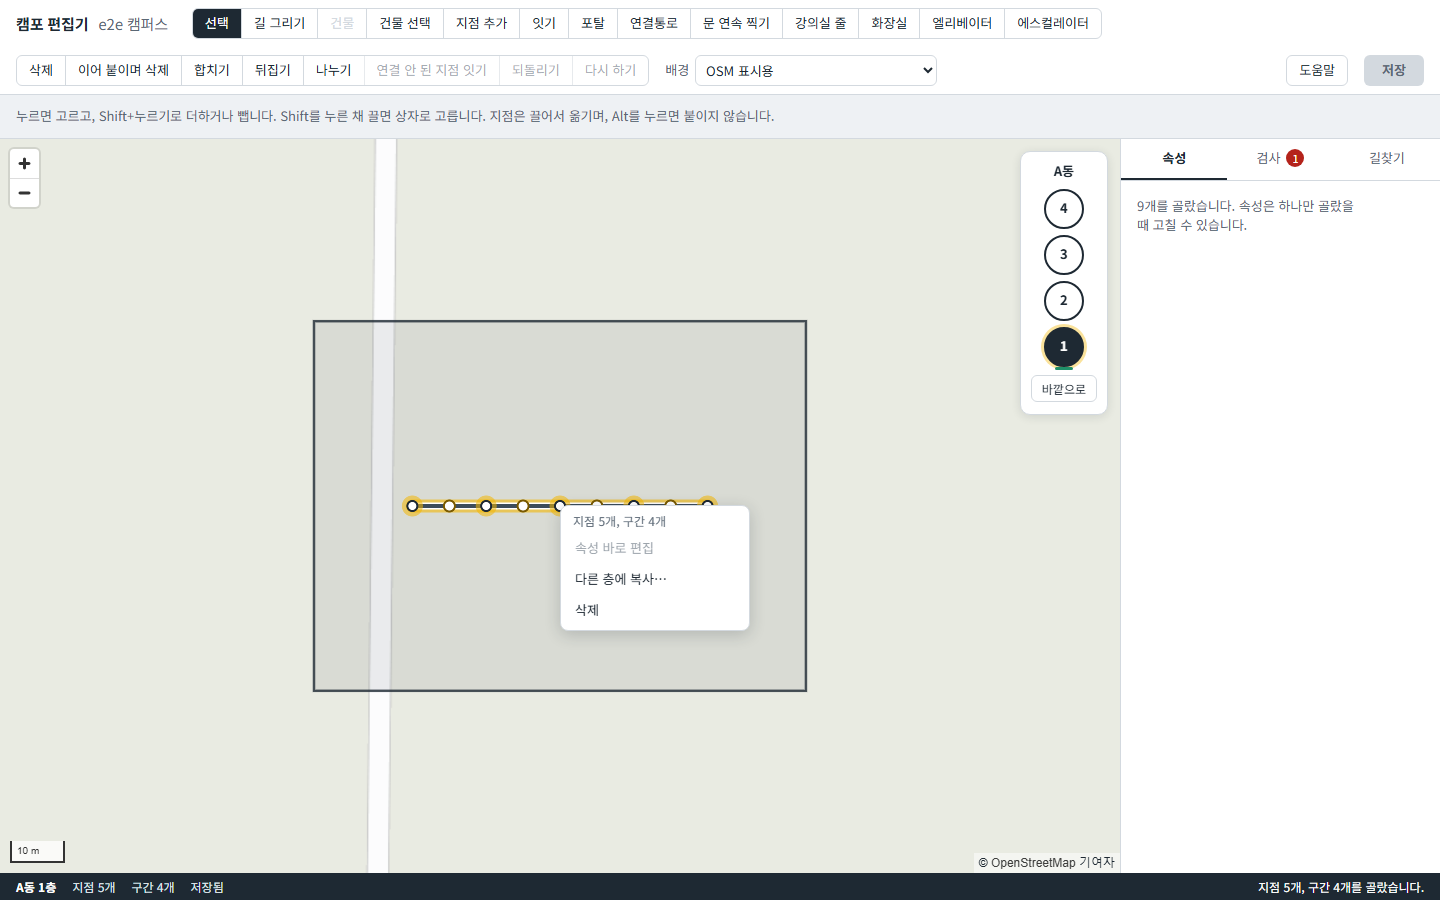 캠포 편집기 e2e 캠퍼스 선택 길 그리기 건물 건물 선택 지점 추가 잇기 포탈 연결통로 문 연속 찍기 강의실 줄 화장실 엘리베이터 에스컬레이터
삭제 이어 붙이며 삭제 합치기 뒤집기 나누기 연결 안 된 지점 잇기 되돌리기 다시 하기 배경 OSM 표시용 도움말 저장
누르면 고르고, Shift+누르기로 더하거나 뺍니다. Shift를 누른 채 끌면 상자로 고릅니다. 지점은 끌어서 옮기며, Alt를 누르면 붙이지 않습니다.
+
−
A동
4
3
2
1
바깥으로
속성 검사 1 길찾기
9개를 골랐습니다. 속성은 하나만 골랐을
때 고칠 수 있습니다.
지점 5개, 구간 4개
속성 바로 편집
다른 층에 복사…
삭제
10 m
© OpenStreetMap 기여자
A동 1층 지점 5개 구간 4개 저장됨 지점 5개, 구간 4개를 골랐습니다.